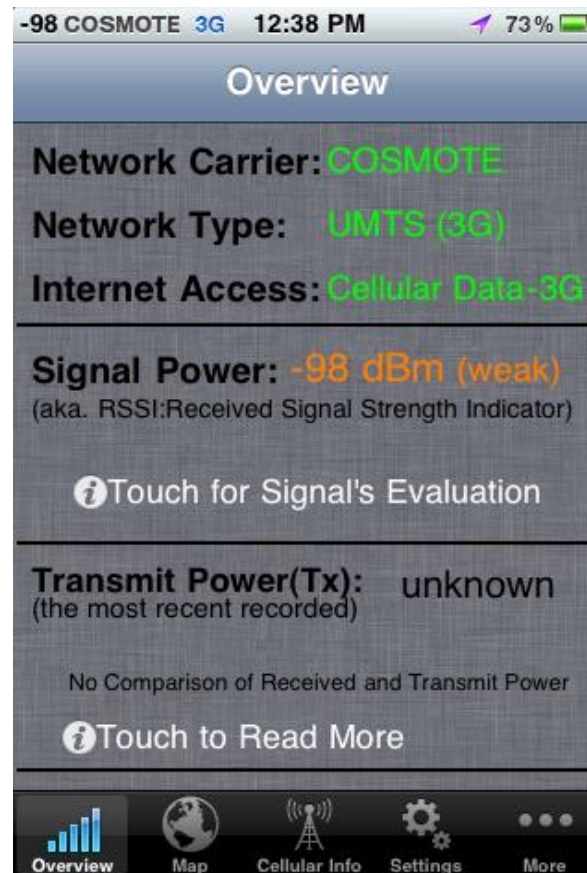 -98 COSMOTE 3G 12:38 PM 73%
Overview
Network Carrier: COSMOTE
Network Type: UMTS (3G)
Internet Access: Cellular Data-3G
Signal Power: -98 dBm (weak)
(aka. RSSI:Received Signal Strength Indicator)
Touch for Signal's Evaluation
Transmit Power(Tx): unknown
(the most recent recorded)
No Comparison of Received and Transmit Power
Touch to Read More
Overview Map Cellular Info Settings More